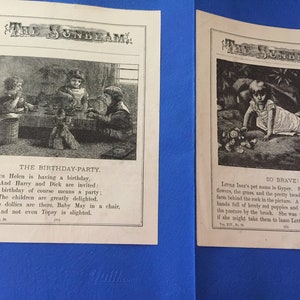 THE SUNBEAM.
THE BIRTHDAY-PARTY.
Helen is having a birthday,
And Harry and Dick are invited;
birthday of course means a party;
The children are greatly delighted.
dollies are there, Baby May in a chair,
and not even Topsy is slighted.
THE SUNBE
SO BRAVE!
LITTLE INEZ's pet name is Gypsy.
flowers, the grass, and the pretty
farm behind the rock in the picture. A
hands full of lovely red poppies and
the pasture by the brook. She was
if she might take them to